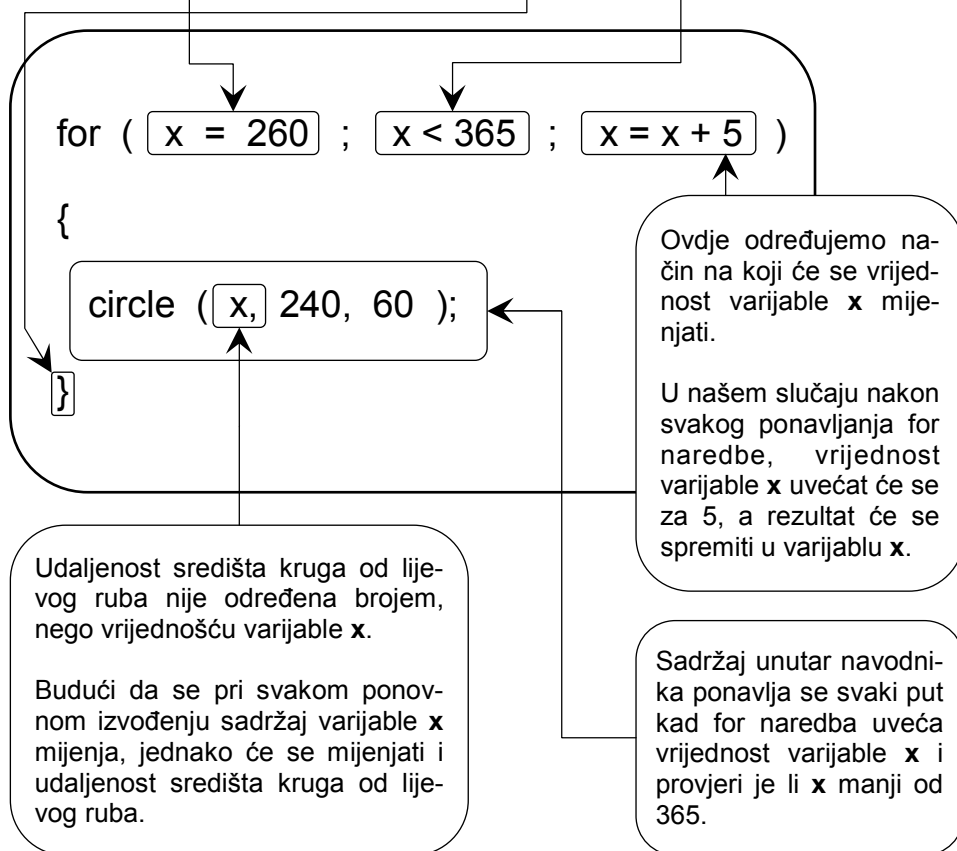 for ( x = 260 ; x < 365 ; x = x + 5 )
{
circle ( x, 240, 60 );
}
Ovdje određujemo na-
čin na koji će se vrijed-
nost varijable x mije-
njati.
U našem slučaju nakon
svakog ponavljanja for
naredbe, vrijednost
varijable x uvećat će se
za 5, a rezultat će se
spremiti u varijablu x.
Udaljenost središta kruga od lije-
vog ruba nije određena brojem,
nego vrijednošću varijable x.
Budući da se pri svakom ponov-
nom izvođenju sadržaj varijable x
mijenja, jednako će se mijenjati i
udaljenost središta kruga od lije-
vog ruba.
Sadržaj unutar navodni-
ka ponavlja se svaki put
kad for naredba uveća
vrijednost varijable x i
provjeri je li x manji od
365.